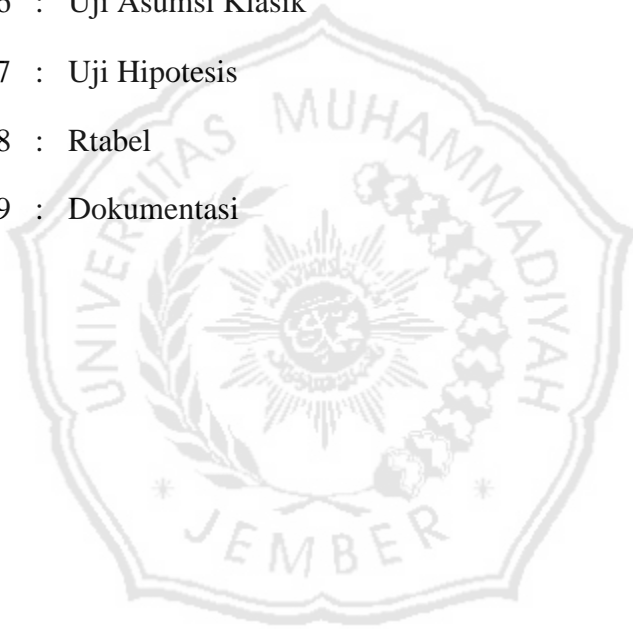 6 : Uji Asumsi Klasik
7 : Uji Hipotesis
8 : Rtabel
9 : Dokumentasi
UNIVERSITAS MUHAMMADIYAH
* JEMBER *